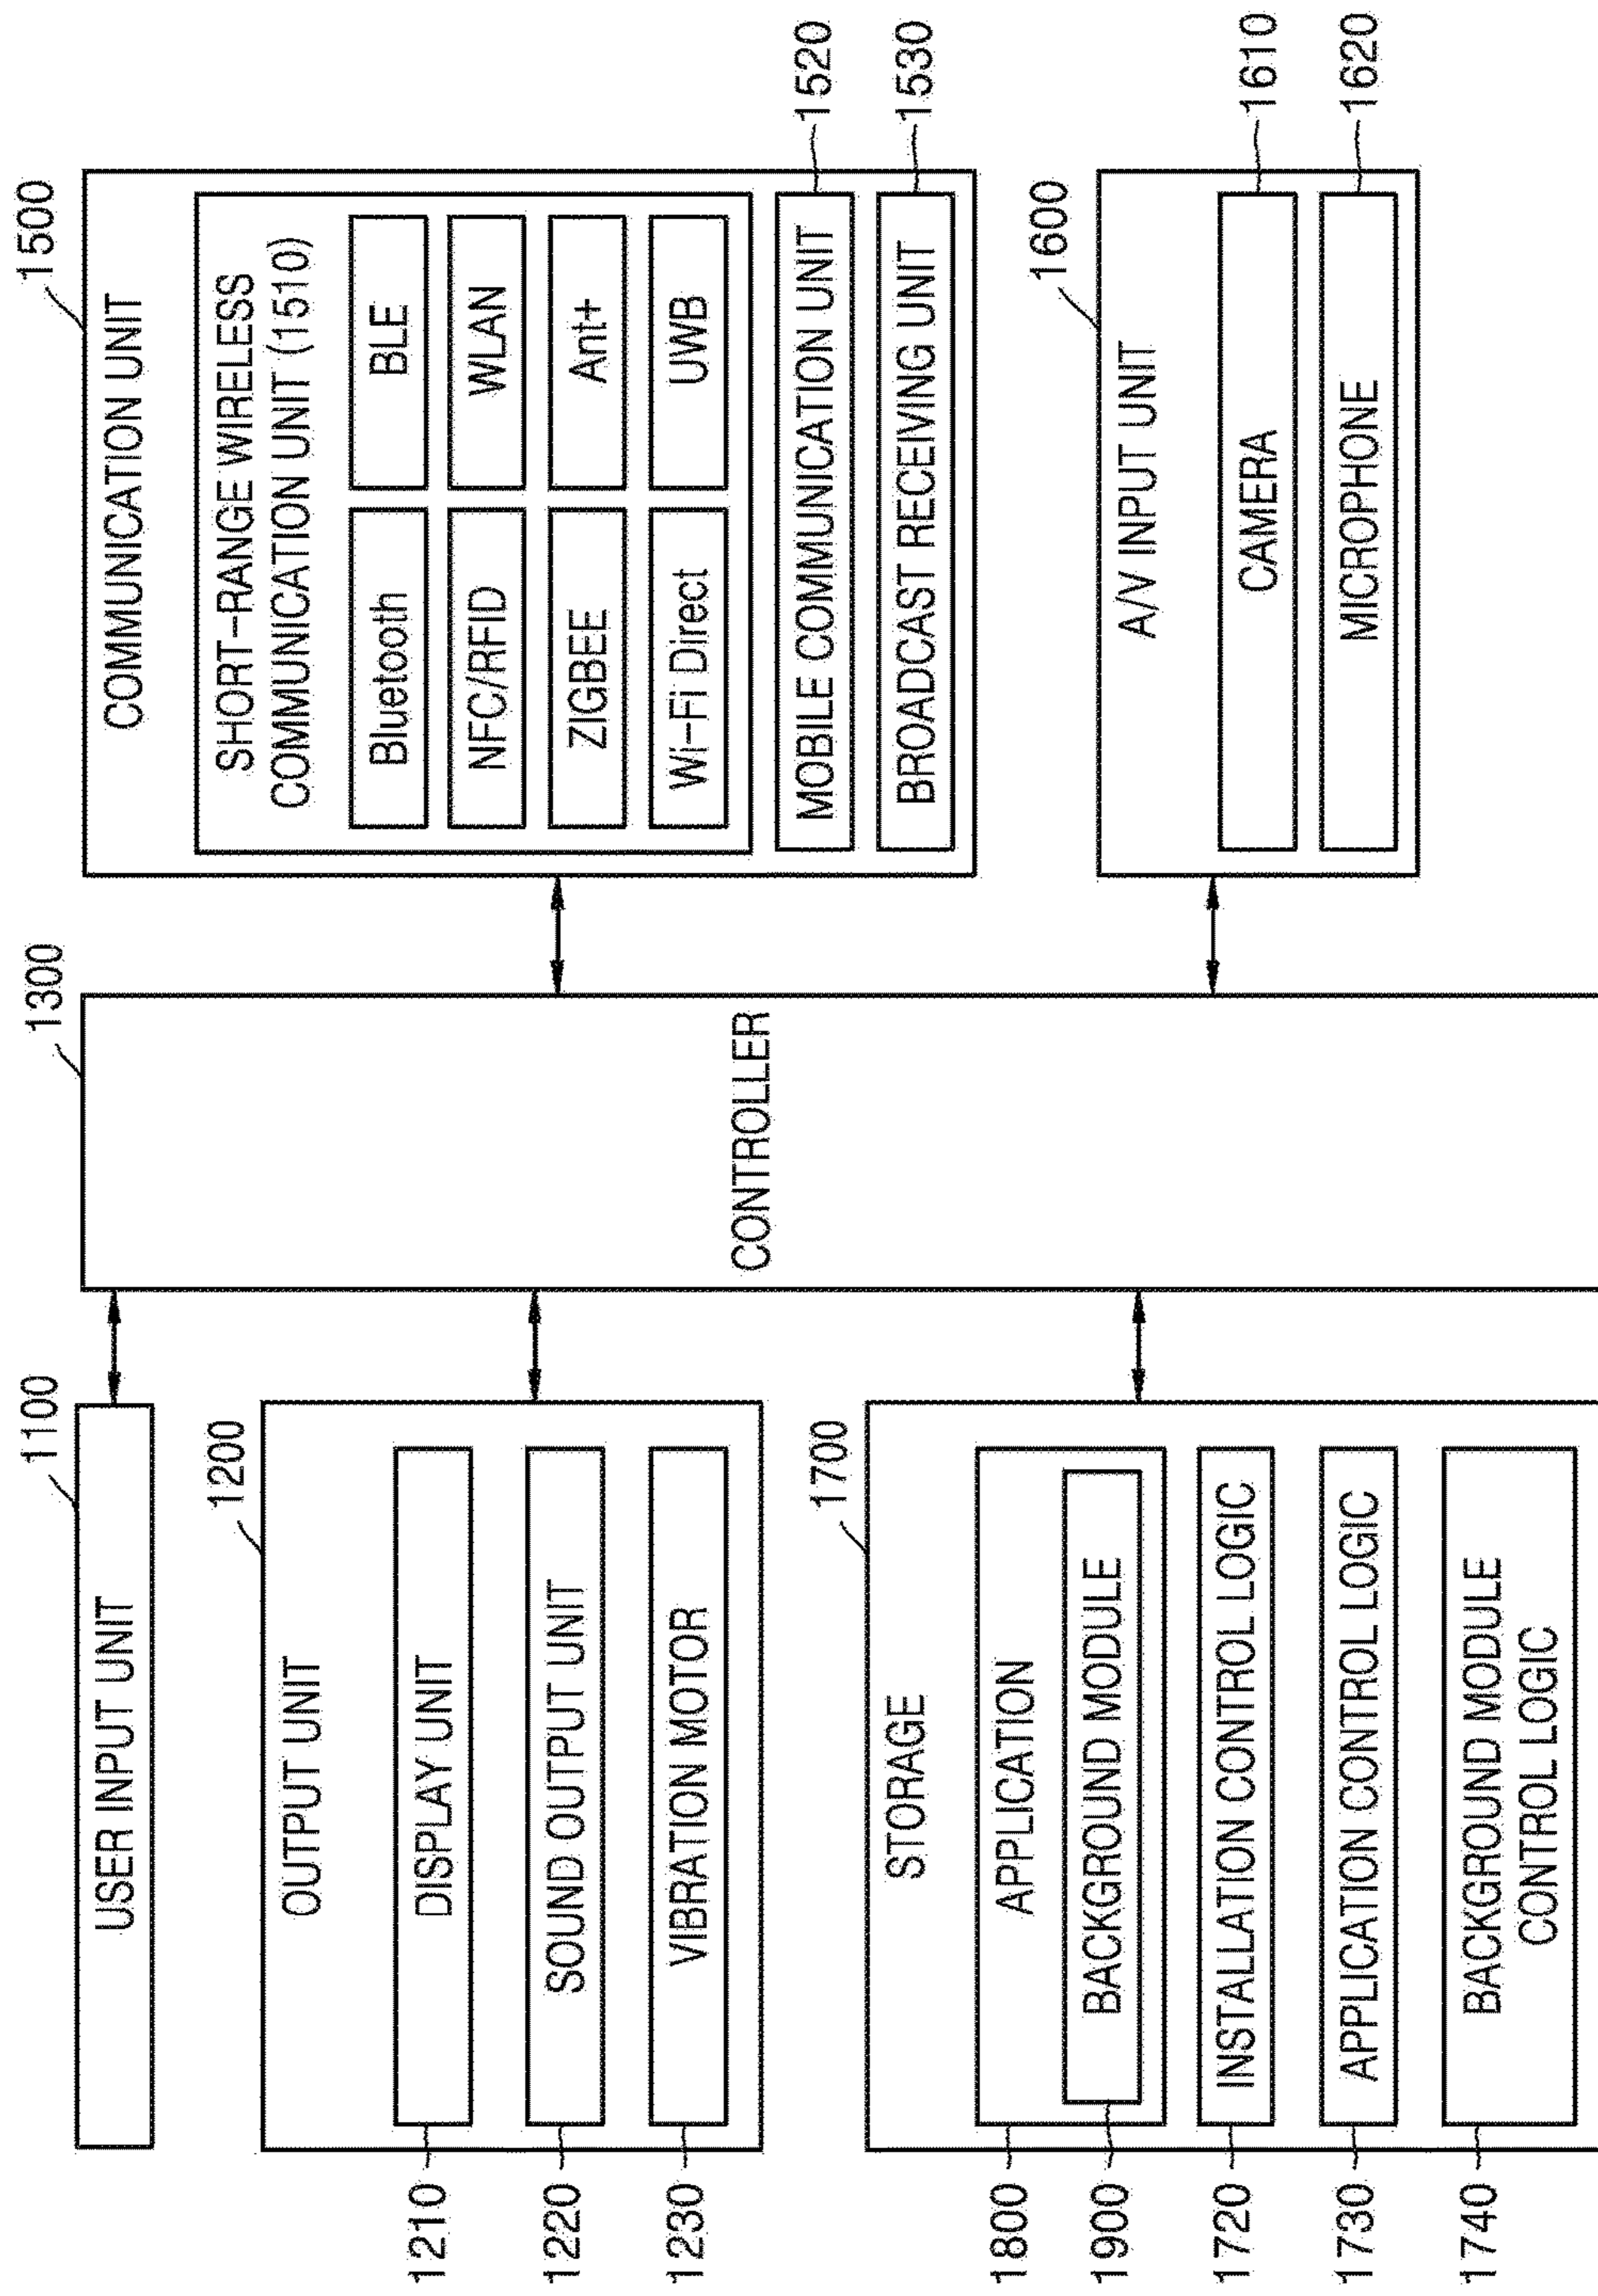 1100
USER INPUT UNIT
1200
OUTPUT UNIT
1210
DISPLAY UNIT
1220
SOUND OUTPUT UNIT
1230
VIBRATION MOTOR
1700
STORAGE
1800
APPLICATION
1900
BACKGROUND MODULE
1720
INSTALLATION CONTROL LOGIC
1730
APPLICATION CONTROL LOGIC
1740
BACKGROUND MODULE
CONTROL LOGIC
1300
CONTROLLER
1500
COMMUNICATION UNIT
SHORT-RANGE WIRELESS
COMMUNICATION UNIT (1510)
Bluetooth
BLE
NFC/RFID
WLAN
ZIGBEE
Ant+
Wi-Fi Direct
UWB
MOBILE COMMUNICATION UNIT
1520
BROADCAST RECEIVING UNIT
1530
1600
A/V INPUT UNIT
CAMERA
1610
MICROPHONE
1620